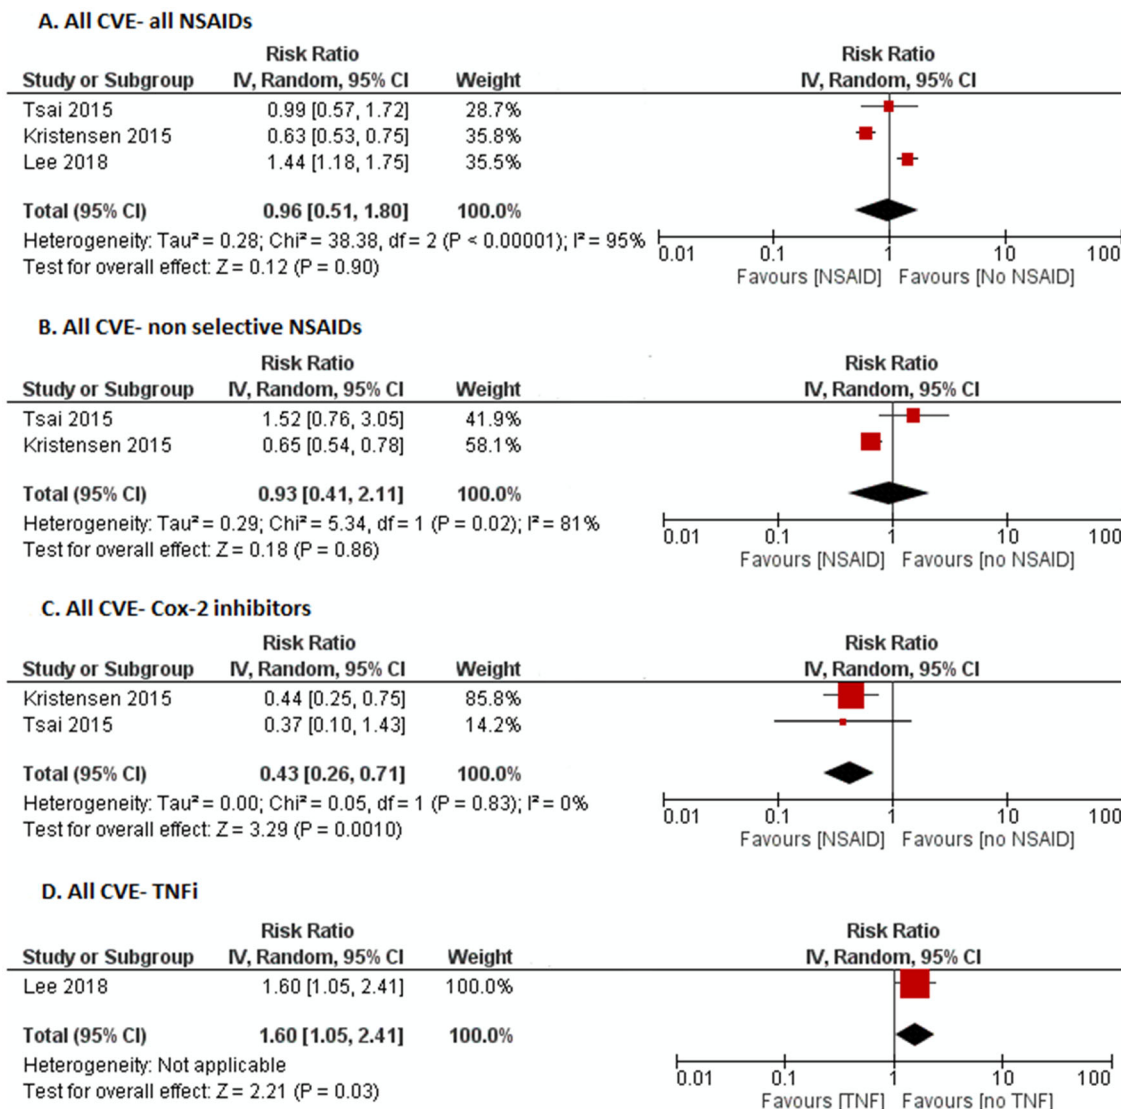 A. All CVE- all NSAIDs
Risk Ratio Risk Ratio
Study or Subgroup IV, Random, 95% CI Weight IV, Random, 95% CI
Tsai 2015 0.99 [0.57, 1.72] 28.7%
Kristensen 2015 0.63 [0.53, 0.75] 35.8%
Lee 2018 1.44 [1.18, 1.75] 35.5%
Total (95% CI) 0.96 [0.51, 1.80] 100.0%
Heterogeneity: Tau² = 0.28; Chi² = 38.38, df = 2 (P < 0.00001); I² = 95%
0.01 0.1 1 10 100
Test for overall effect: Z = 0.12 (P = 0.90)
Favours [NSAID] Favours [No NSAID]
B. All CVE- non selective NSAIDs
Risk Ratio Risk Ratio
Study or Subgroup IV, Random, 95% CI Weight IV, Random, 95% CI
Tsai 2015 1.52 [0.76, 3.05] 41.9%
Kristensen 2015 0.65 [0.54, 0.78] 58.1%
Total (95% CI) 0.93 [0.41, 2.11] 100.0%
Heterogeneity: Tau² = 0.29; Chi² = 5.34, df = 1 (P = 0.02); I² = 81%
0.01 0.1 1 10 100
Test for overall effect: Z = 0.18 (P = 0.86)
Favours [NSAID] Favours [no NSAID]
C. All CVE- Cox-2 inhibitors
Risk Ratio Risk Ratio
Study or Subgroup IV, Random, 95% CI Weight IV, Random, 95% CI
Kristensen 2015 0.44 [0.25, 0.75] 85.8%
Tsai 2015 0.37 [0.10, 1.43] 14.2%
Total (95% CI) 0.43 [0.26, 0.71] 100.0%
Heterogeneity: Tau² = 0.00; Chi² = 0.05, df = 1 (P = 0.83); I² = 0%
0.01 0.1 1 10 100
Test for overall effect: Z = 3.29 (P = 0.0010)
Favours [NSAID] Favours [no NSAID]
D. All CVE- TNFi
Risk Ratio Risk Ratio
Study or Subgroup IV, Random, 95% CI Weight IV, Random, 95% CI
Lee 2018 1.60 [1.05, 2.41] 100.0%
Total (95% CI) 1.60 [1.05, 2.41] 100.0%
Heterogeneity: Not applicable
0.01 0.1 1 10 100
Test for overall effect: Z = 2.21 (P = 0.03)
Favours [TNF] Favours [no TNF]